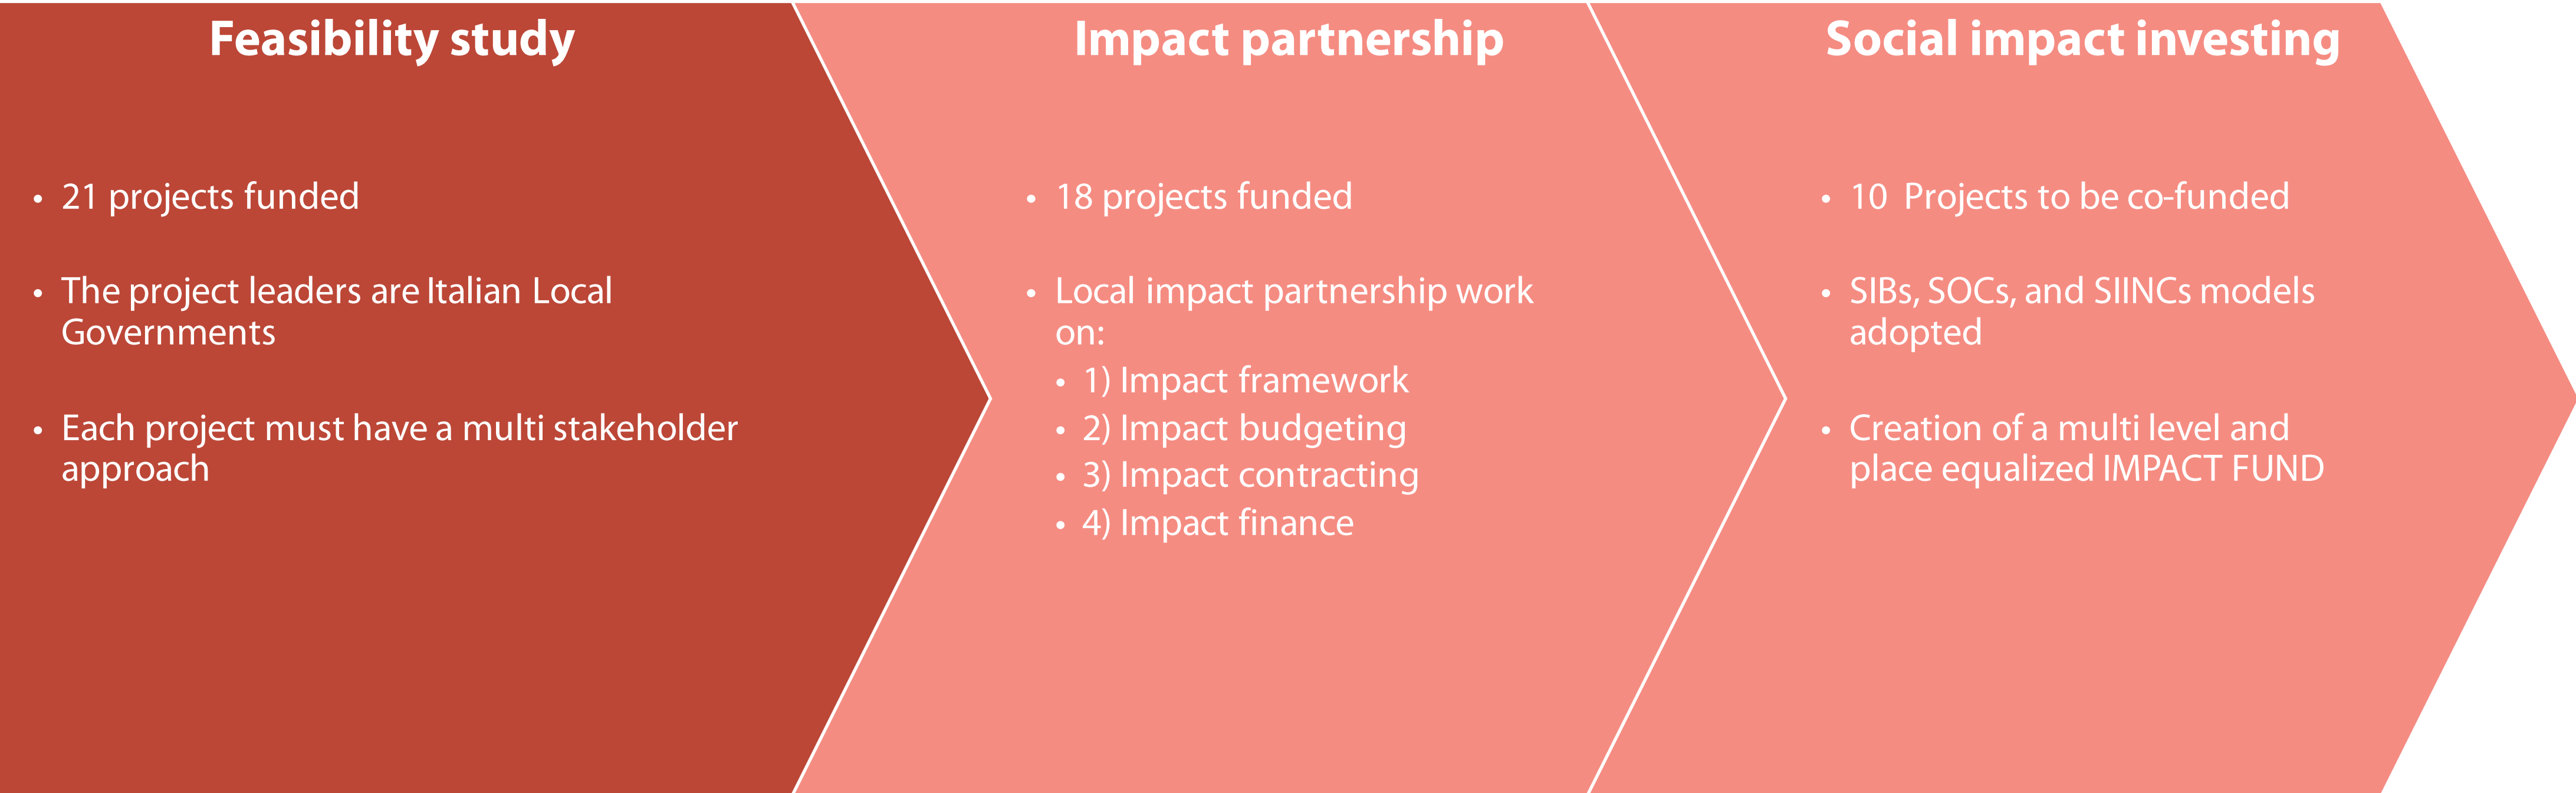 Feasibility study
• 21 projects funded
• The project leaders are Italian Local
Governments
• Each project must have a multi stakeholder
approach
Impact partnership
• 18 projects funded
• Local impact partnership work
on:
• 1) Impact framework
• 2) Impact budgeting
• 3) Impact contracting
• 4) Impact finance
Social impact investing
• 10 Projects to be co-funded
• SIBs, SOCs, and SIINCs models
adopted
• Creation of a multi level and
place equalized IMPACT FUND